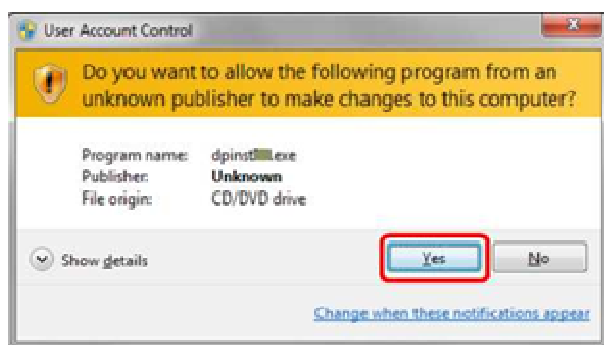 User Account Control
Do you want to allow the following program from an
unknown publisher to make changes to this computer?
Program name: dpinst .exe
Publisher: Unknown
File origin: CD/DVD drive
Show details
Yes
No
Change when these notifications appear